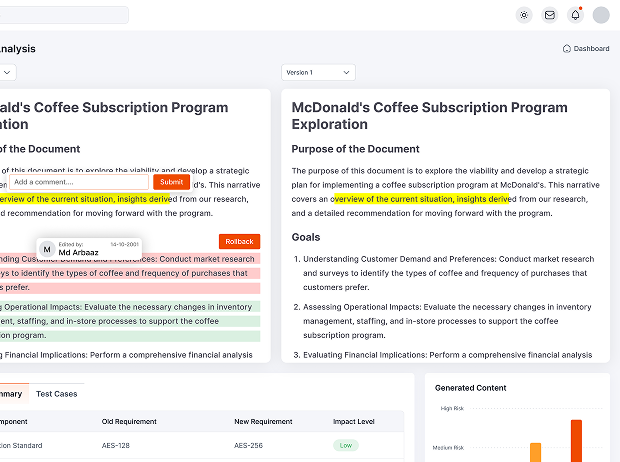 Analysis
Dashboard
Version 1
ald's Coffee Subscription Program
ation
of the Document
of this document is to explore the viability and develop a strategic
Add a comment....
Submit
d's. This narrative
erview of the current situation, insights derived from our research,
d recommendation for moving forward with the program.
Edited by:
14-10-2001
M
Md Arbaaz
Rollback
nding Customer Demand and Preferences: Conduct market research
eys to identify the types of coffee and frequency of purchases that
s prefer.
g Operational Impacts: Evaluate the necessary changes in inventory
ent, staffing, and in-store processes to support the coffee
on program.
g Financial Implications: Perform a comprehensive financial analysis
McDonald's Coffee Subscription Program
Exploration
Purpose of the Document
The purpose of this document is to explore the viability and develop a strategic
plan for implementing a coffee subscription program at McDonald's. This narrative
covers an overview of the current situation, insights derived from our research,
and a detailed recommendation for moving forward with the program.
Goals
1. Understanding Customer Demand and Preferences: Conduct market research
and surveys to identify the types of coffee and frequency of purchases that
customers prefer.
2. Assessing Operational Impacts: Evaluate the necessary changes in inventory
management, staffing, and in-store processes to support the coffee
subscription program.
3. Evaluating Financial Implications: Perform a comprehensive financial analysis
mmary
Test Cases
mponent
Old Requirement
New Requirement
Impact Level
tion Standard
AES-128
AES-256
Low
Generated Content
High Risk
Medium Risk